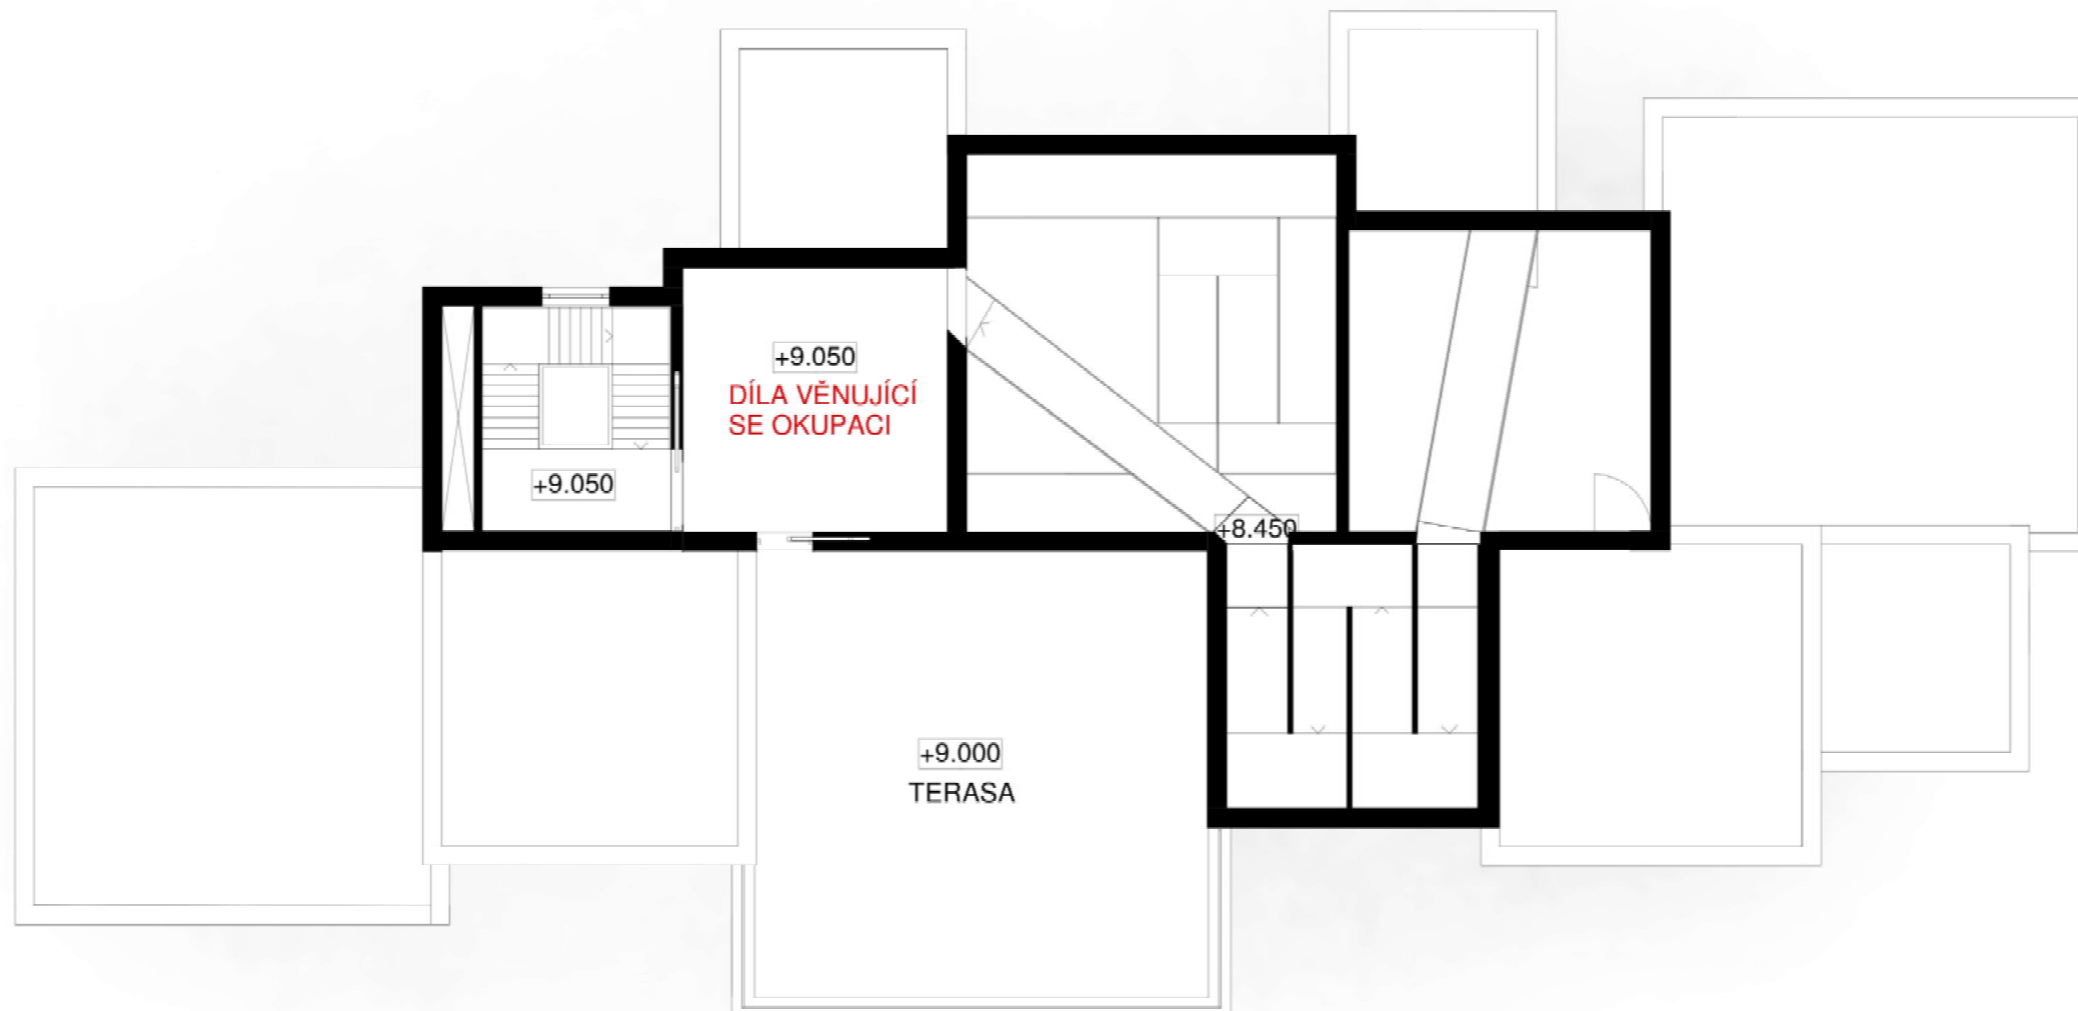 +9.050
DÍLA VĚNUJÍCÍ
SE OKUPACI
+9.050
+8.450
+9.000
TERASA